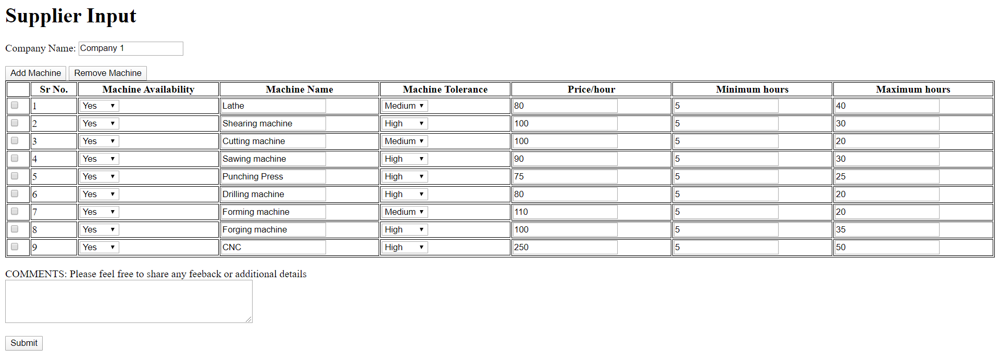 Supplier Input
Company Name: Company 1
Add Machine Remove Machine
Sr No. Machine Availability Machine Name Machine Tolerance Price/hour Minimum hours Maximum hours
1 Yes Lathe Medium 80 5 40
2 Yes Shearing machine High 100 5 30
3 Yes Cutting machine Medium 100 5 20
4 Yes Sawing machine High 90 5 30
5 Yes Punching Press High 75 5 25
6 Yes Drilling machine High 80 5 20
7 Yes Forming machine Medium 110 5 20
8 Yes Forging machine High 100 5 35
9 Yes CNC High 250 5 50
COMMENTS: Please feel free to share any feeback or additional details
Submit